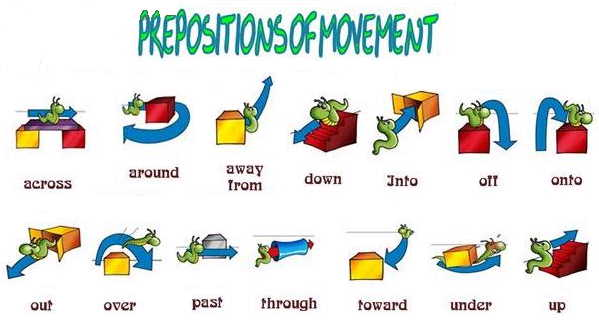 PREPOSITIONS OF MOVEMENT
across
around
away
from
down
Into
off
onto
out
over
past
through
toward
under
up